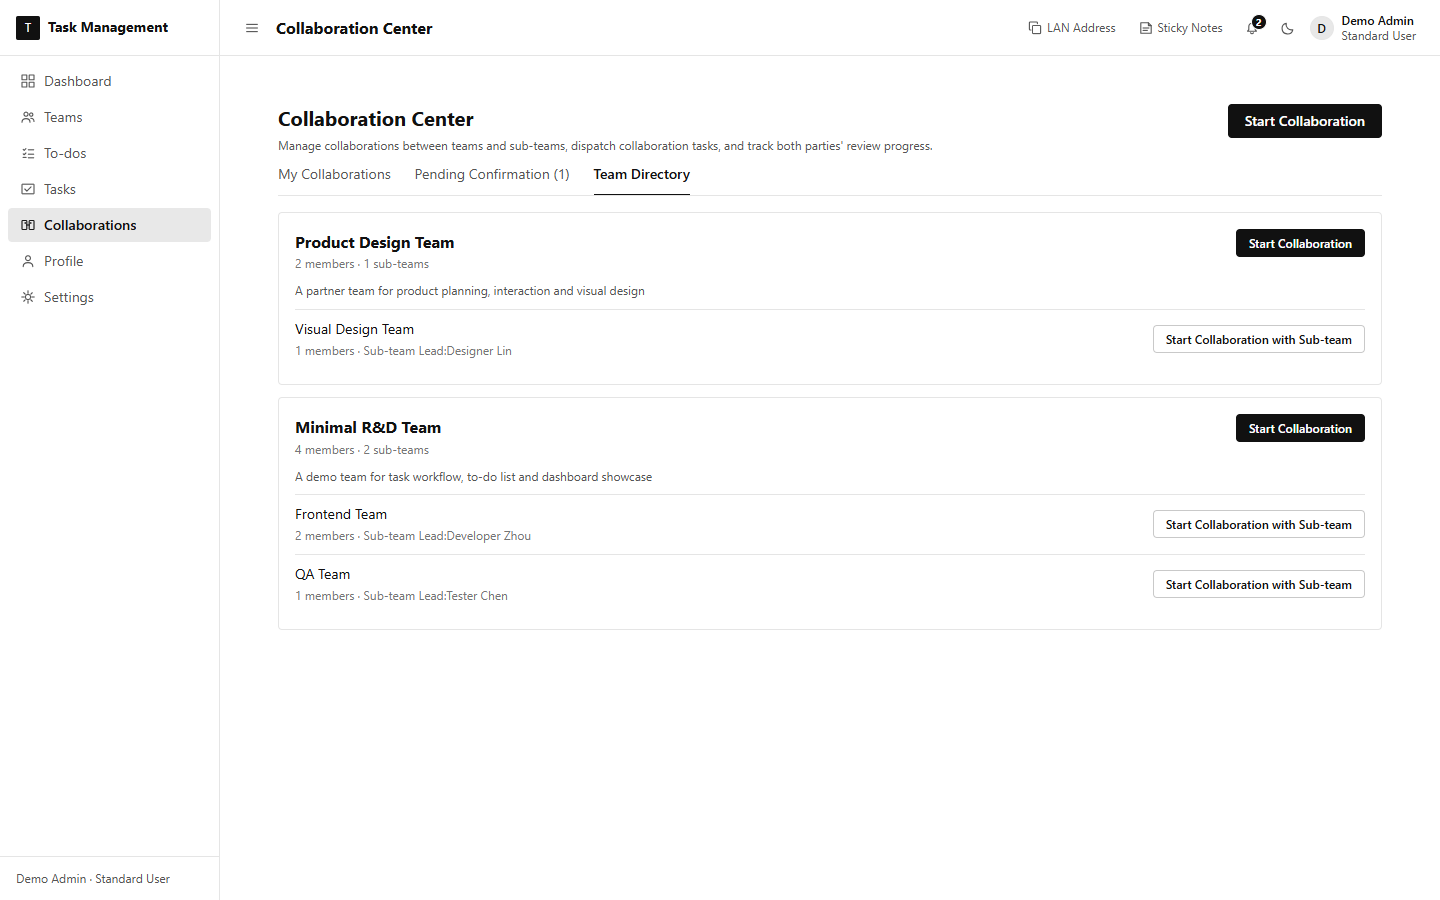 T Task Management
Collaboration Center
LAN Address
Sticky Notes
2
D
Demo Admin
Standard User
Dashboard
Teams
To-dos
Tasks
Collaborations
Profile
Settings
Collaboration Center
Start Collaboration
Manage collaborations between teams and sub-teams, dispatch collaboration tasks, and track both parties' review progress.
My Collaborations
Pending Confirmation (1)
Team Directory
Product Design Team
Start Collaboration
2 members · 1 sub-teams
A partner team for product planning, interaction and visual design
Visual Design Team
1 members · Sub-team Lead:Designer Lin
Start Collaboration with Sub-team
Minimal R&D Team
Start Collaboration
4 members · 2 sub-teams
A demo team for task workflow, to-do list and dashboard showcase
Frontend Team
2 members · Sub-team Lead:Developer Zhou
Start Collaboration with Sub-team
QA Team
1 members · Sub-team Lead:Tester Chen
Start Collaboration with Sub-team
Demo Admin · Standard User